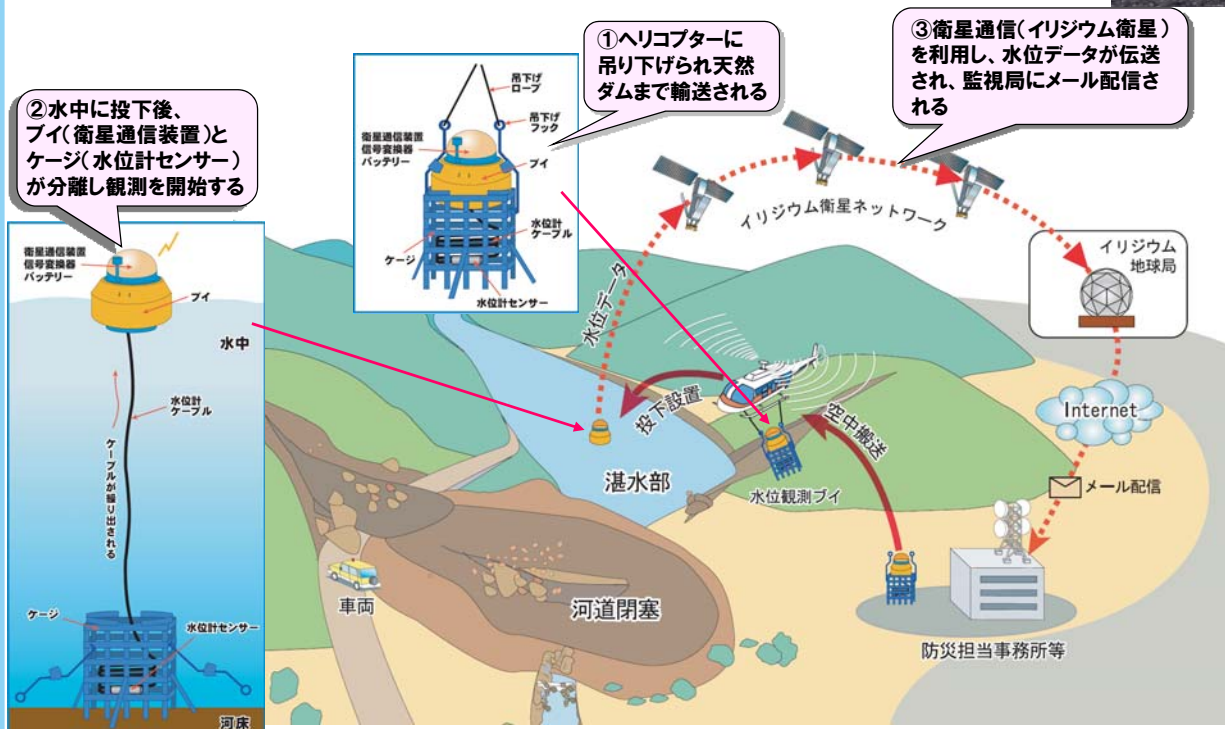 ①ヘリコプターに
吊り下げられ天然
ダムまで輸送される
②水中に投下後、
ブイ(衛星通信装置)と
ケージ(水位計センサー)
が分離し観測を開始する
③衛星通信(イリジウム衛星)
を利用し、水位データが伝送
され、監視局にメール配信さ
れる
吊下げ
ロープ
吊下げ
フック
衛星通信装置
信号変換器
バッテリー
ブイ
水位計
ケーブル
ケージ
水位計センサー
衛星通信装置
信号変換器
バッテリー
ブイ
水中
水位計
ケーブル
ケーブルが繰り出される
ケージ
水位計センサー
河床
イリジウム衛星ネットワーク
イリジウム
地球局
水位データ
Internet
メール配信
投下設置
空中搬送
湛水部
水位観測ブイ
車両
河道閉塞
防災担当事務所等